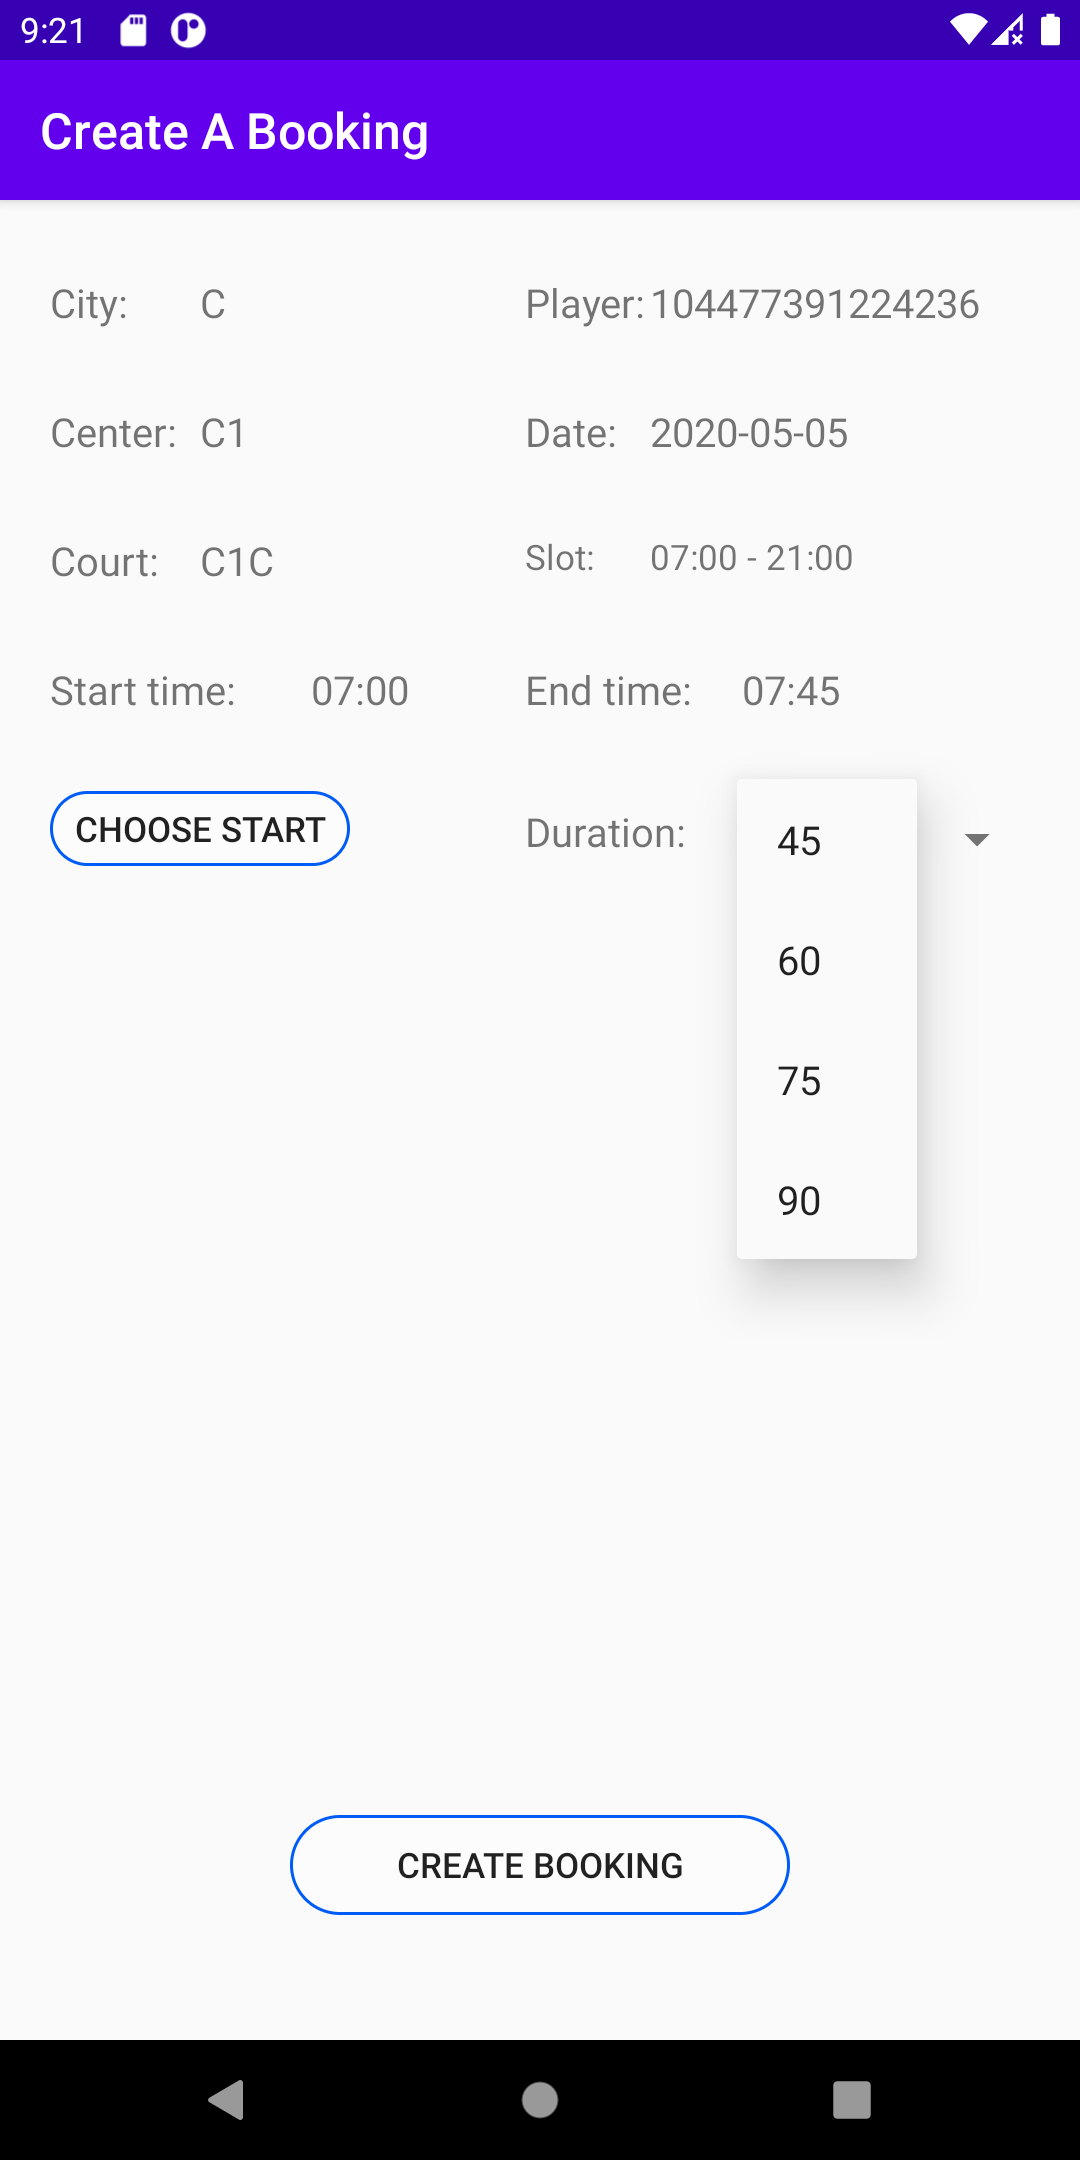 9:21
Create A Booking
City: C Player: 104477391224236
Center: C1 Date: 2020-05-05
Court: C1C Slot: 07:00 - 21:00
Start time: 07:00 End time: 07:45
CHOOSE START Duration: 45
60
75
90
CREATE BOOKING